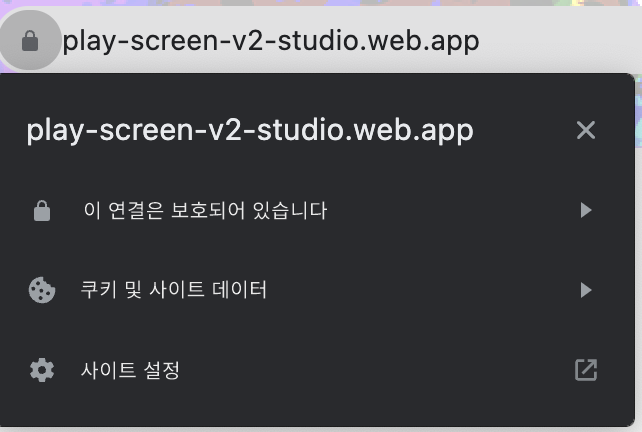 play-screen-v2-studio.web.app
play-screen-v2-studio.web.app
이 연결은 보호되어 있습니다
쿠키 및 사이트 데이터
사이트 설정